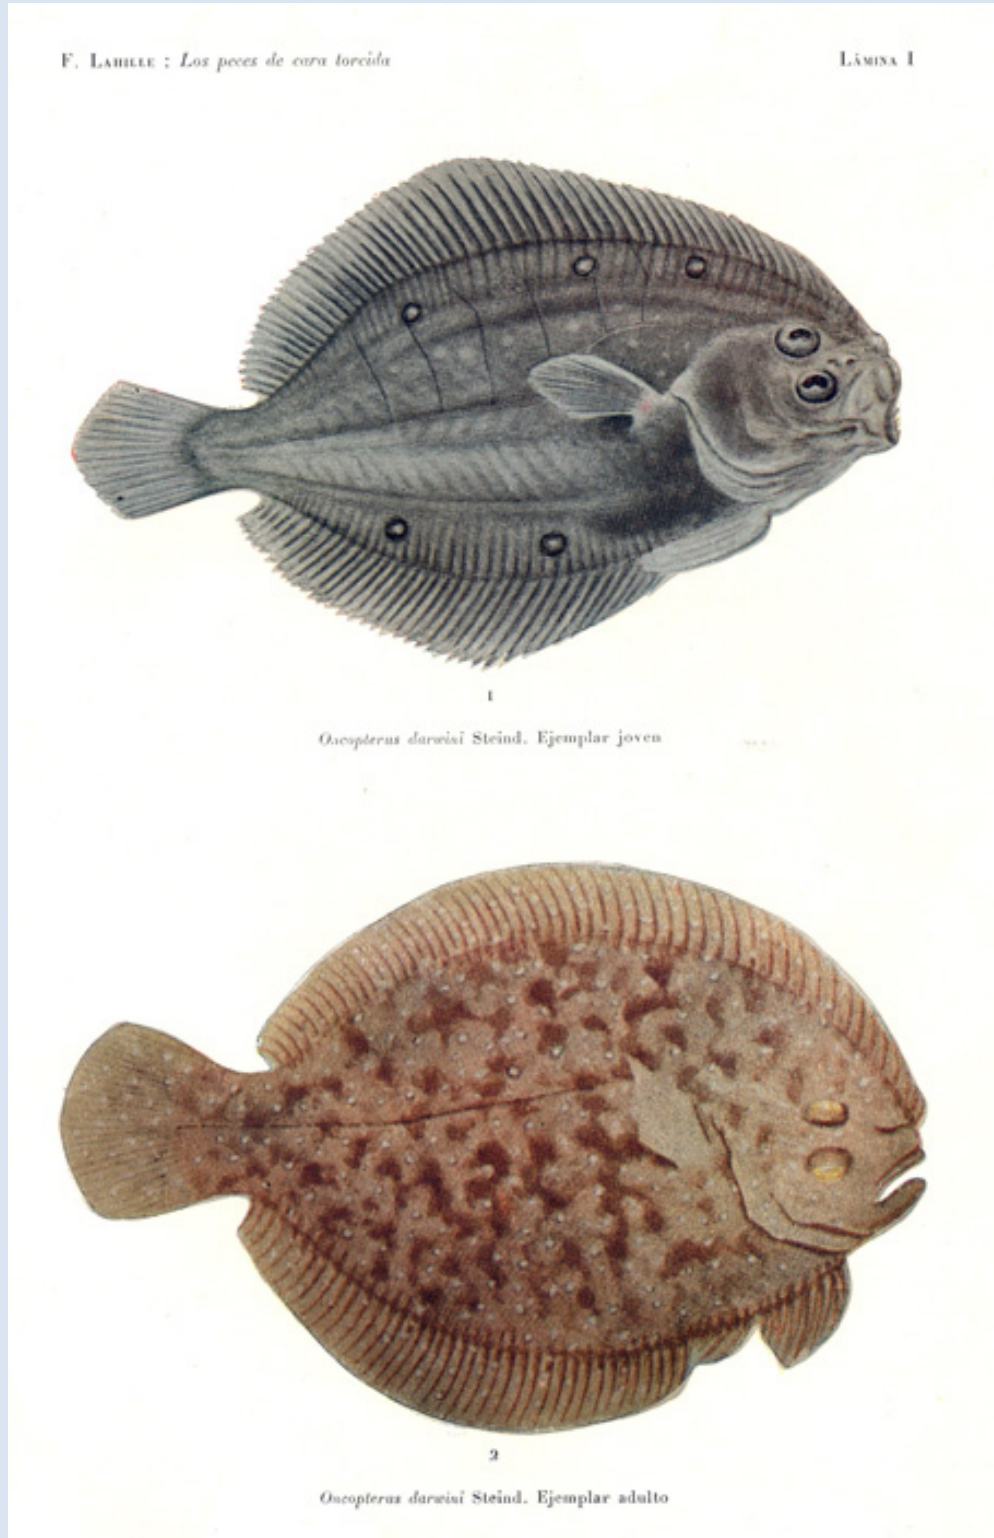 F. LAHILLE : Los peces de cara torcida
LÁMINA I
1
Oncopterus darwini Steind. Ejemplar joven
2
Oncopterus darwini Steind. Ejemplar adulto